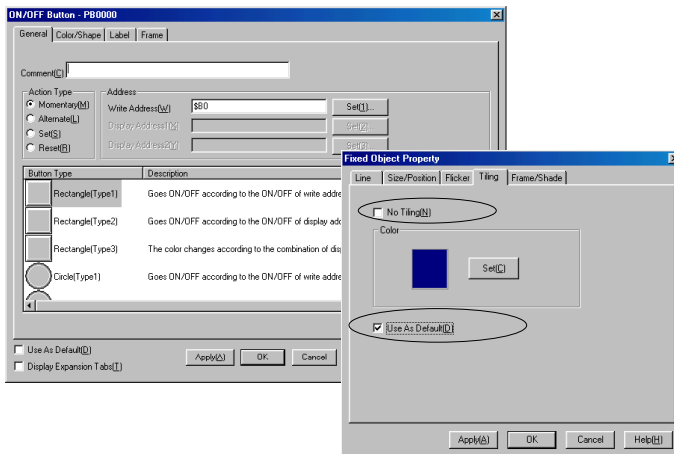 ON/OFF Button - PB0000
General Color/Shape Label Frame
Comment(C)
Action Type
Momentary(M)
Alternate(L)
Set(S)
Reset(R)
Address
Write Address(W) $B0 Set(1)...
Display Address1(X) Set(2)...
Display Address2(Y) Set(3)...
Button Type Description
Rectangle(Type1) Goes ON/OFF according to the ON/OFF of write addre
Rectangle(Type2) Goes ON/OFF according to the ON/OFF of display add
Rectangle(Type3) The color changes according to the combination of dis
Circle(Type1) Goes ON/OFF according to the ON/OFF of write addre
Use As Default(D)
Display Expansion Tabs(T)
Apply(A) OK Cancel
Fixed Object Property
Line Size/Position Flicker Tiling Frame/Shade
No Tiling(N)
Color
Set(C)
Use As Default(D)
Apply(A) OK Cancel Help(H)